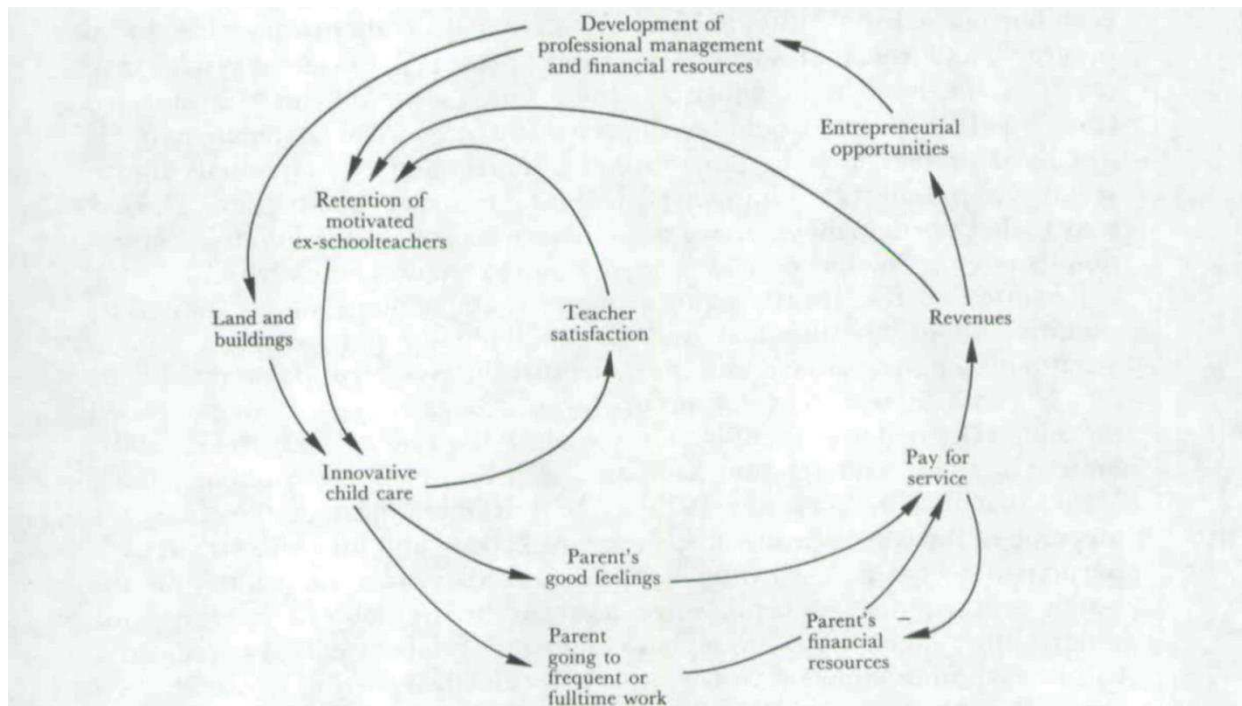 Development of
professional management
and financial resources
Entrepreneurial
opportunities
Retention of
motivated
ex-schoolteachers
Land and
buildings
Teacher
satisfaction
Revenues
Innovative
child care
Pay for
service
Parent's
good feelings
Parent's –
financial
resources
Parent
going to
frequent or
fulltime work